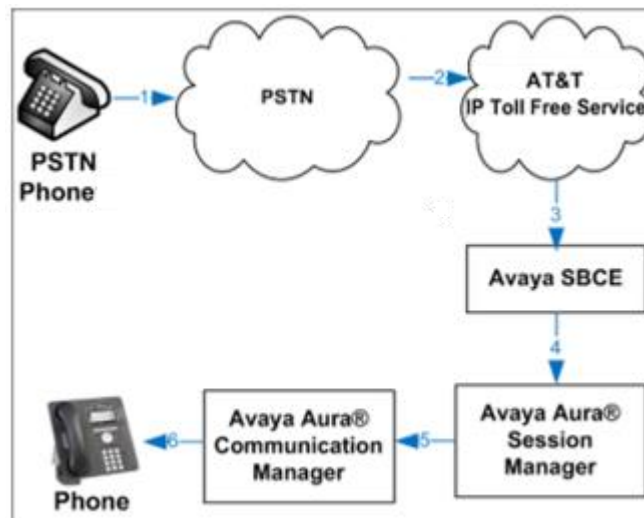 PSTN
Phone
1
PSTN
2
AT&T
IP Toll Free Service
3
Avaya SBCE
4
Avaya Aura®
Session
Manager
5
Avaya Aura®
Communication
Manager
6
Phone